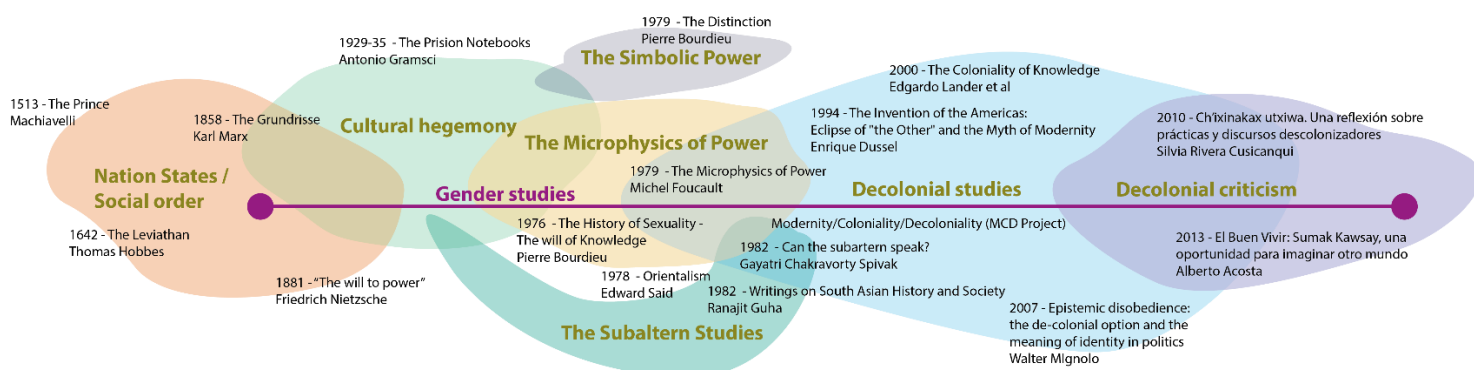 1513 - The Prince
Machiavelli
1858 - The Grundrisse
Karl Marx
Nation States /
Social order
1642 - The Leviathan
Thomas Hobbes
1881 - “The will to power”
Friedrich Nietzsche
1929-35 - The Prision Notebooks
Antonio Gramsci
Cultural hegemony
Gender studies
1979 - The Distinction
Pierre Bourdieu
The Simbolic Power
The Microphysics of Power
1979 - The Microphysics of Power
Michel Foucault
1976 - The History of Sexuality -
The will of Knowledge
Pierre Bourdieu
1978 - Orientalism
Edward Said
1982 - Writings on South Asian History and Society
Ranajit Guha
The Subaltern Studies
1982 - Can the subartern speak?
Gayatri Chakravorty Spivak
2000 - The Coloniality of Knowledge
Edgardo Lander et al
1994 - The Invention of the Americas:
Eclipse of "the Other" and the Myth of Modernity
Enrique Dussel
Decolonial studies
Modernity/Coloniality/Decoloniality (MCD Project)
2007 - Epistemic disobedience:
the de-colonial option and the
meaning of identity in politics
Walter MIgnolo
2010 - Ch’ixinakax utxiwa. Una reflexión sobre
prácticas y discursos descolonizadores
Silvia Rivera Cusicanqui
Decolonial criticism
2013 - El Buen Vivir: Sumak Kawsay, una
oportunidad para imaginar otro mundo
Alberto Acosta